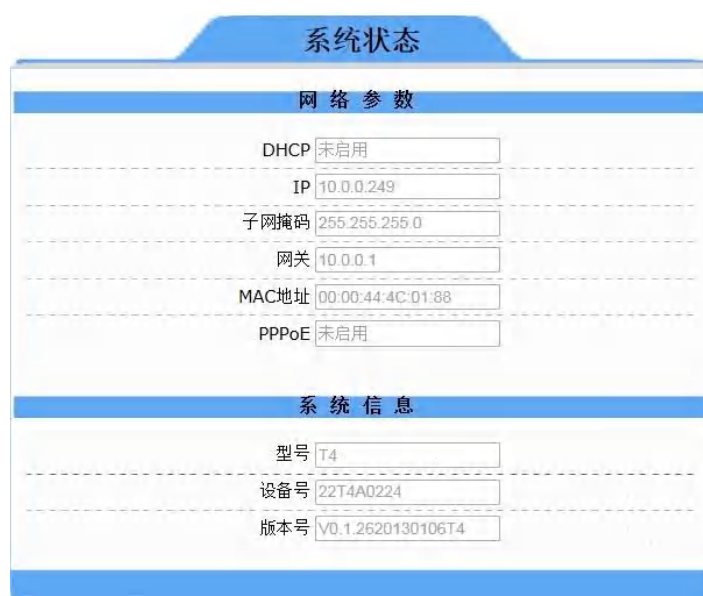 系统状态
网 络 参 数
DHCP 未启用
IP 10.0.0.249
子网掩码 255.255.255.0
网关 10.0.0.1
MAC地址 00:00:44:4C:01:88
PPPoE 未启用
系 统 信 息
型号 T4
设备号 22T4A0224
版本号 V0.1.2620130106T4